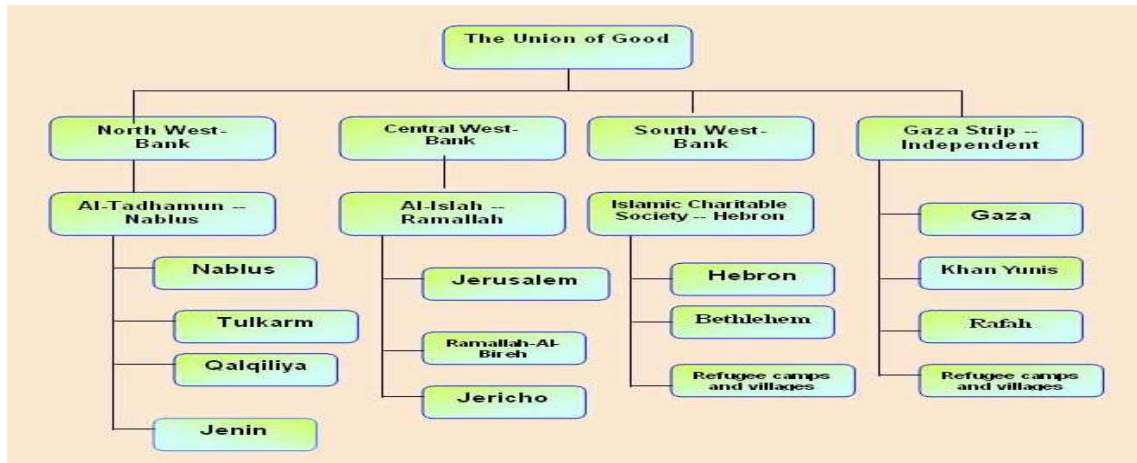 The Union of Good
North West-
Bank
Central West-
Bank
South West-
Bank
Gaza Strip --
Independent
Al-Tadhamun --
Nablus
Al-Islah --
Ramallah
Islamic Charitable
Society -- Hebron
Nablus
Tulkarm
Qalqiliya
Jenin
Jerusalem
Ramallah-Al-
Bireh
Jericho
Hebron
Bethlehem
Refugee camps
and villages
Gaza
Khan Yunis
Rafah
Refugee camps
and villages